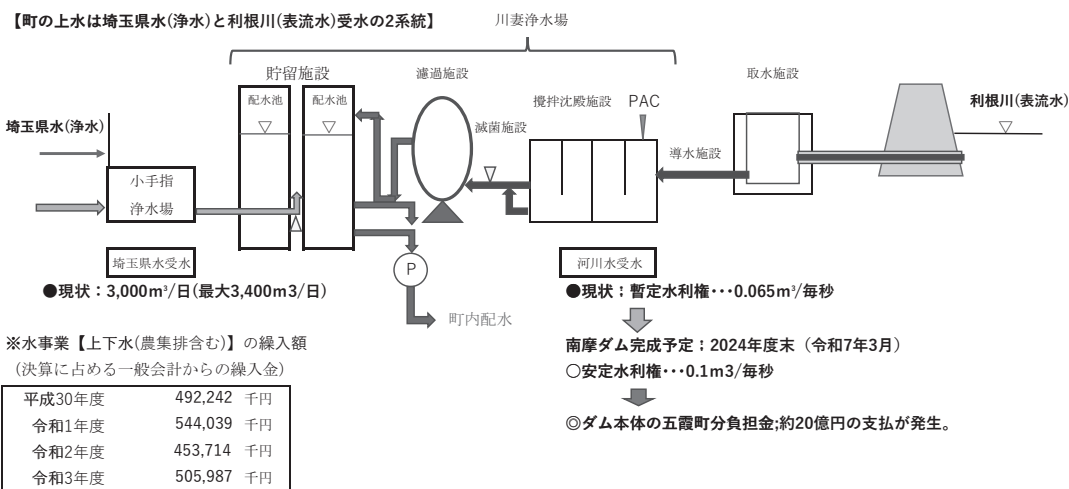 【町の上水は埼玉県水(浄水)と利根川(表流水)受水の2系統】
川妻浄水場
貯留施設
濾過施設
取水施設
配水池
配水池
攪拌沈殿施設
PAC
利根川(表流水)
埼玉県水(浄水)
滅菌施設
導水施設
小手指
浄水場
埼玉県水受水
P
河川水受水
●現状：3,000m³/日(最大3,400m3/日)
●現状：暫定水利権･･･0.065m³/毎秒
町内配水
※水事業【上下水(農集排含む)】の繰入額
（決算に占める一般会計からの繰入金）
平成30年度 492,242 千円
令和1年度 544,039 千円
令和2年度 453,714 千円
令和3年度 505,987 千円
南摩ダム完成予定：2024年度末（令和7年3月）
○安定水利権･･･0.1m3/毎秒
◎ダム本体の五霞町分負担金;約20億円の支払が発生。